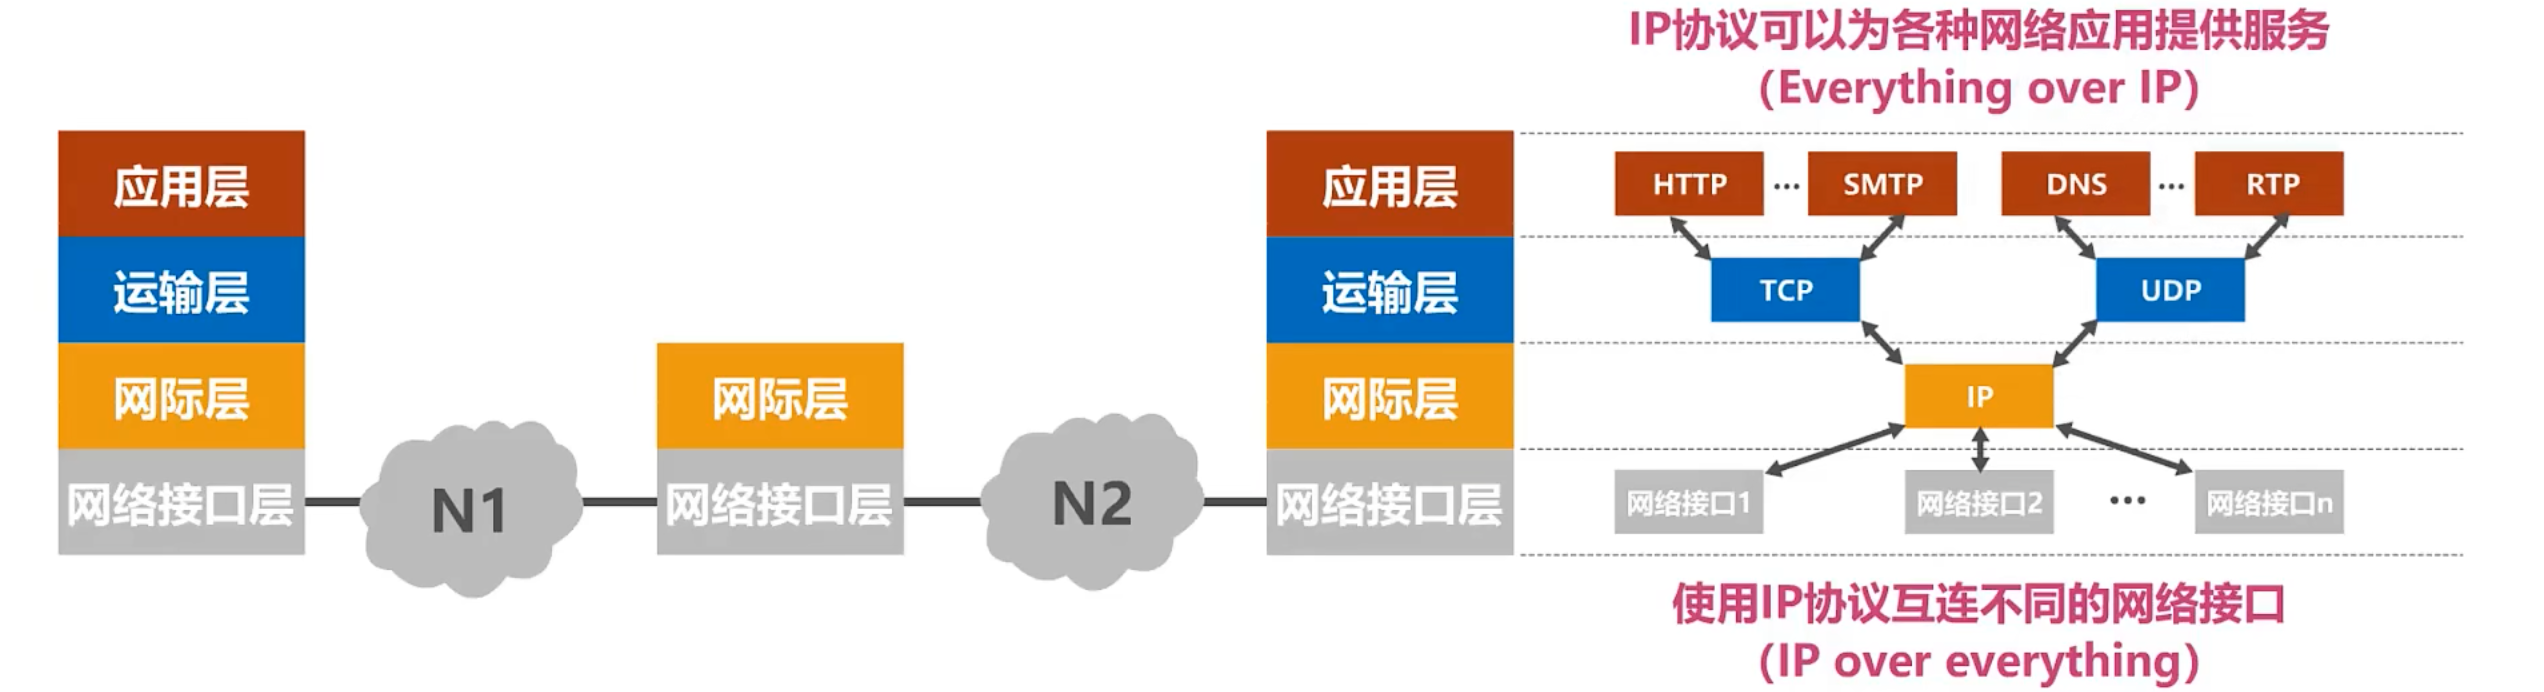 IP协议可以为各种网络应用提供服务
(Everything over IP)
应用层
运输层
网际层
网络接口层
N1
网际层
网络接口层
N2
应用层
运输层
网际层
网络接口层
HTTP ... SMTP DNS ... RTP
TCP UDP
IP
网络接口1 网络接口2 ... 网络接口n
使用IP协议互连不同的网络接口
(IP over everything)